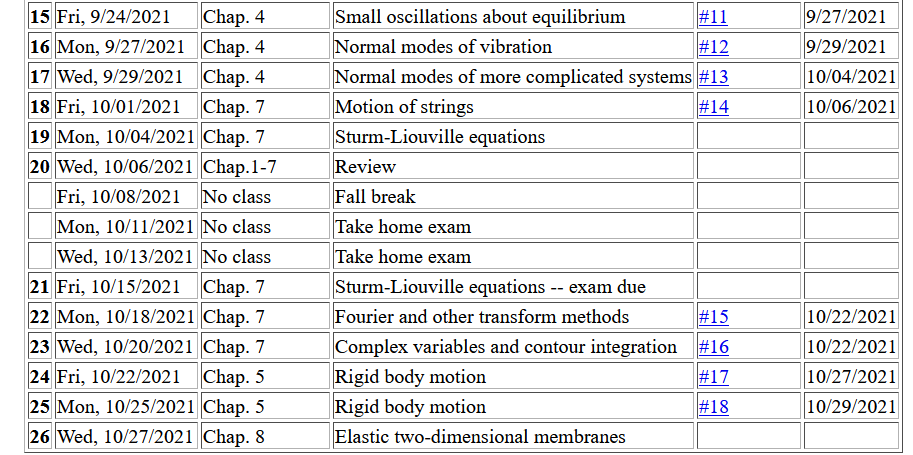 15 Fri, 9/24/2021 Chap. 4 Small oscillations about equilibrium #11 9/27/2021
16 Mon, 9/27/2021 Chap. 4 Normal modes of vibration #12 9/29/2021
17 Wed, 9/29/2021 Chap. 4 Normal modes of more complicated systems #13 10/04/2021
18 Fri, 10/01/2021 Chap. 7 Motion of strings #14 10/06/2021
19 Mon, 10/04/2021 Chap. 7 Sturm-Liouville equations
20 Wed, 10/06/2021 Chap.1-7 Review
Fri, 10/08/2021 No class Fall break
Mon, 10/11/2021 No class Take home exam
Wed, 10/13/2021 No class Take home exam
21 Fri, 10/15/2021 Chap. 7 Sturm-Liouville equations -- exam due
22 Mon, 10/18/2021 Chap. 7 Fourier and other transform methods #15 10/22/2021
23 Wed, 10/20/2021 Chap. 7 Complex variables and contour integration #16 10/22/2021
24 Fri, 10/22/2021 Chap. 5 Rigid body motion #17 10/27/2021
25 Mon, 10/25/2021 Chap. 5 Rigid body motion #18 10/29/2021
26 Wed, 10/27/2021 Chap. 8 Elastic two-dimensional membranes